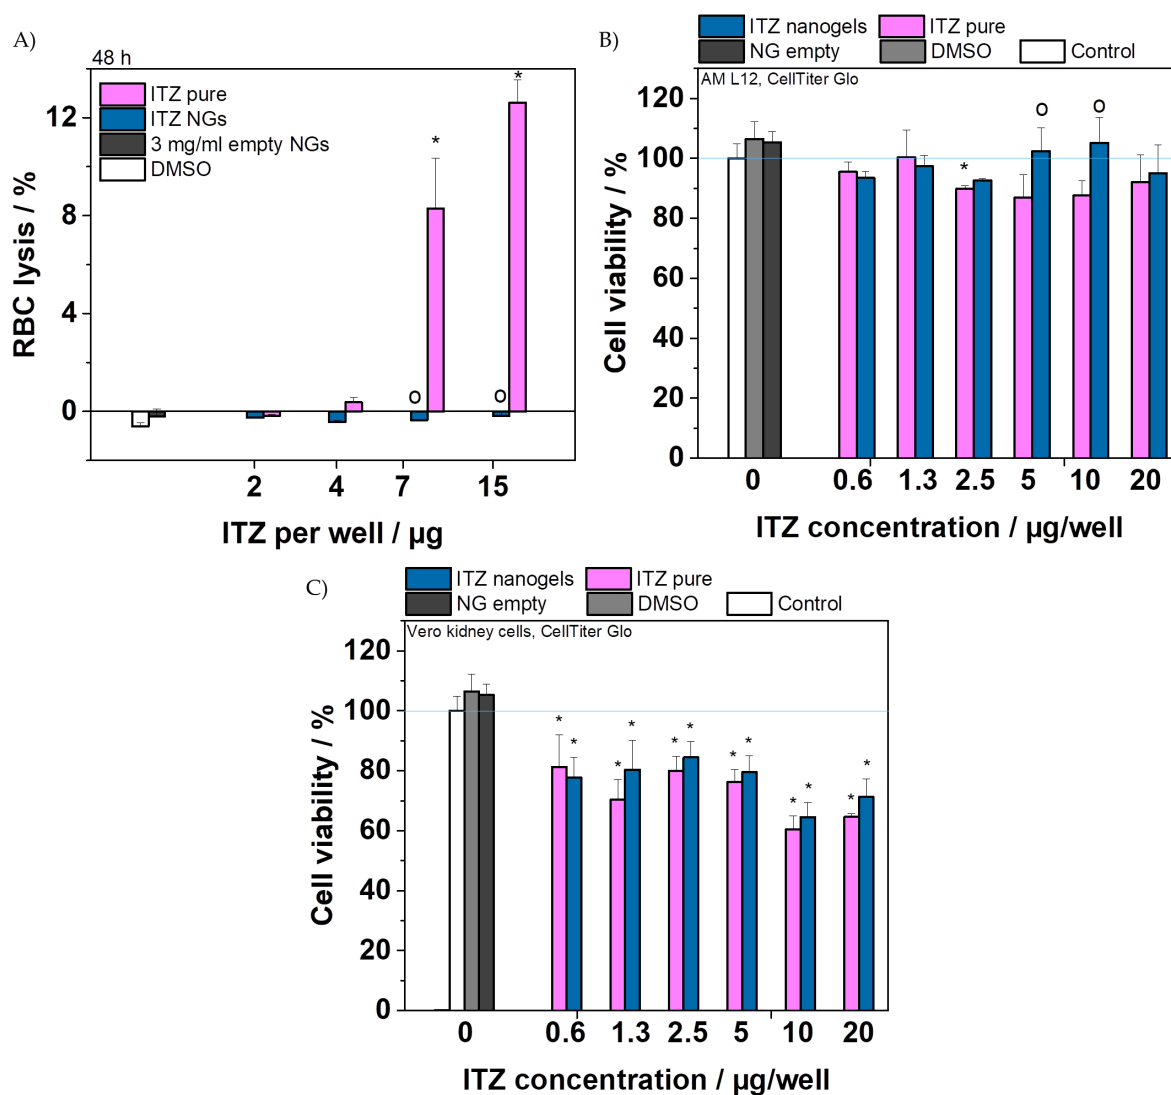 A)
48 h
ITZ pure
ITZ NGs
3 mg/ml empty NGs
DMSO
12
8
4
0
RBC lysis / %
* *
o o
2 4 7 15
ITZ per well / µg
B)
ITZ nanogels ITZ pure
NG empty DMSO Control
AM L12, CellTiter Glo
120
100
80
60
40
20
0
Cell viability / %
* o o
0 0.6 1.3 2.5 5 10 20
ITZ concentration / µg/well
C)
ITZ nanogels ITZ pure
NG empty DMSO Control
Vero kidney cells, CellTiter Glo
120
100
80
60
40
20
0
Cell viability / %
* * * * * * * * * * * *
0 0.6 1.3 2.5 5 10 20
ITZ concentration / µg/well